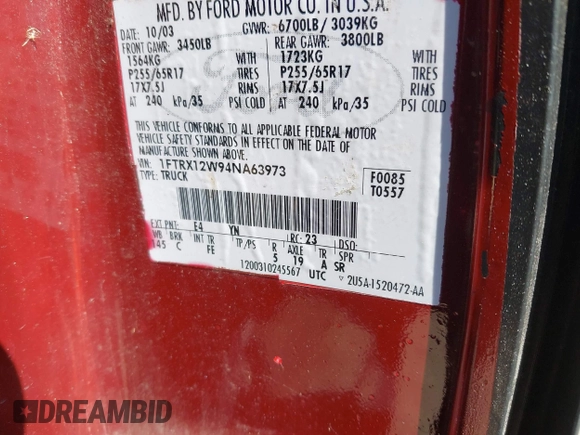 MFD. BY FORD MOTOR CO. IN U.S.A.
DATE: 10/03 GVWR: 6700LB/ 3039KG
FRONT GAWR: 3450LB REAR GAWR: 3800LB
1564KG WITH 1723KG WITH
P255/65R17 TIRES P255/65R17 TIRES
17X7.5J RIMS 17X7.5J RIMS
AT 240 kPa/35 PSI COLD AT 240 kPa/35 PSI COLD
THIS VEHICLE CONFORMS TO ALL APPLICABLE FEDERAL MOTOR
VEHICLE SAFETY STANDARDS IN EFFECT ON THE DATE OF
MANUFACTURE SHOWN ABOVE.
VIN: 1FTRX12W94NA63973
TYPE: TRUCK
F0085
T0557
EXT PNT: E4 YN RC: 23 DSO:
WB BRK INT TR TP/PS R AXLE TR SPR
145 C FE 5 19 A SR
1200310245567 UTC
2U5A-1520472-AA
Ford
DREAMBID